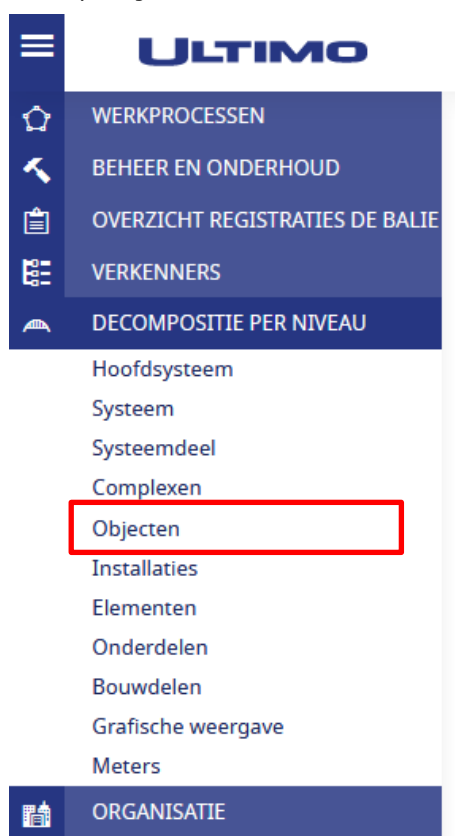 ULTIMO
WERKPROCESSEN
BEHEER EN ONDERHOUD
OVERZICHT REGISTRATIES DE BALIE
VERKENNERS
DECOMPOSITIE PER NIVEAU
Hoofdsysteem
Systeem
Systeemdeel
Complexen
Objecten
Installaties
Elementen
Onderdelen
Bouwdelen
Grafische weergave
Meters
ORGANISATIE